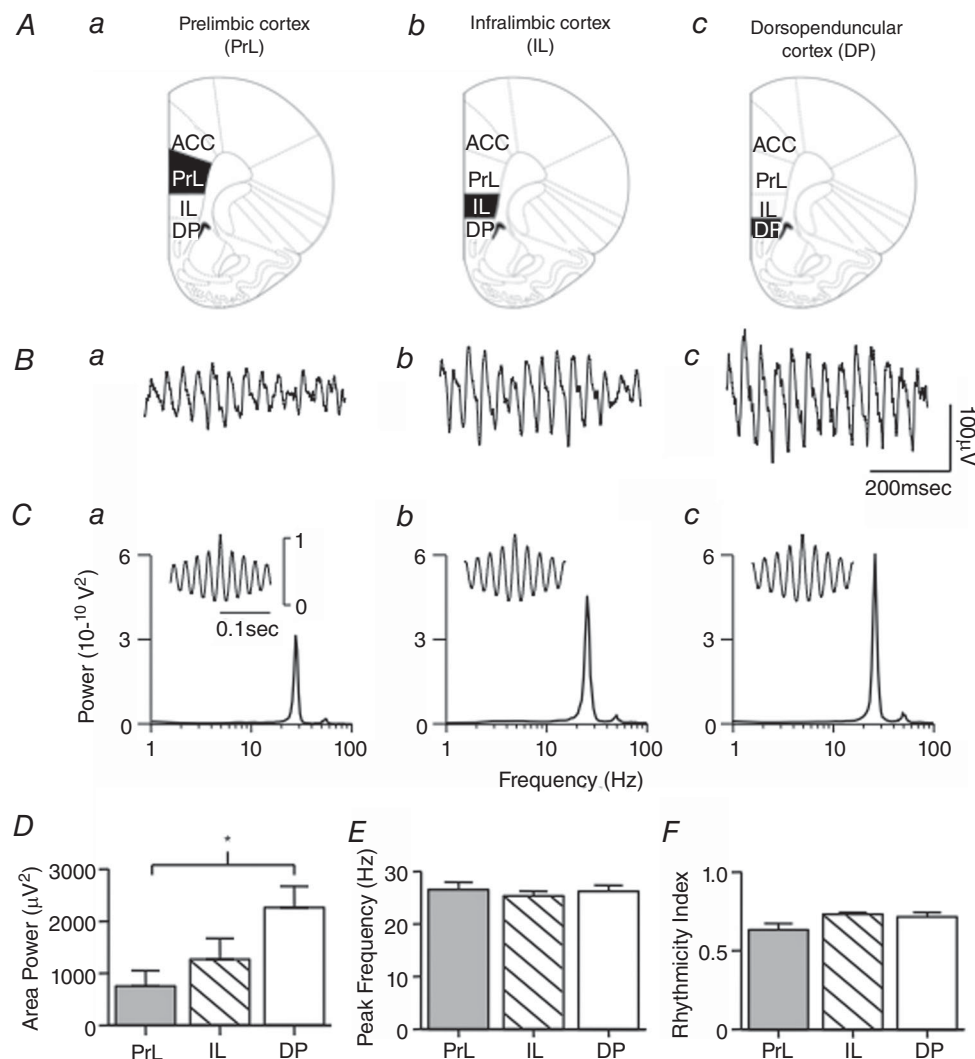 A a Prelimbic cortex (PrL) b Infralimbic cortex (IL) c Dorsopenduncular cortex (DP)
ACC ACC ACC
PrL PrL PrL
IL IL IL
DP DP
B a b c
100μV
200msec
C a b c
6 1 6 6
0
0.1sec
3 3 3
0 0 0
1 10 100 1 10 100 1 10 100
Power (10-10 V2)
Frequency (Hz)
D E F
*
Area Power (μV2)
3000
2000
1000
0
PrL IL DP
Peak Frequency (Hz)
30
20
10
0
PrL IL DP
Rhythmicity Index
1.0
0.5
0
PrL IL DP